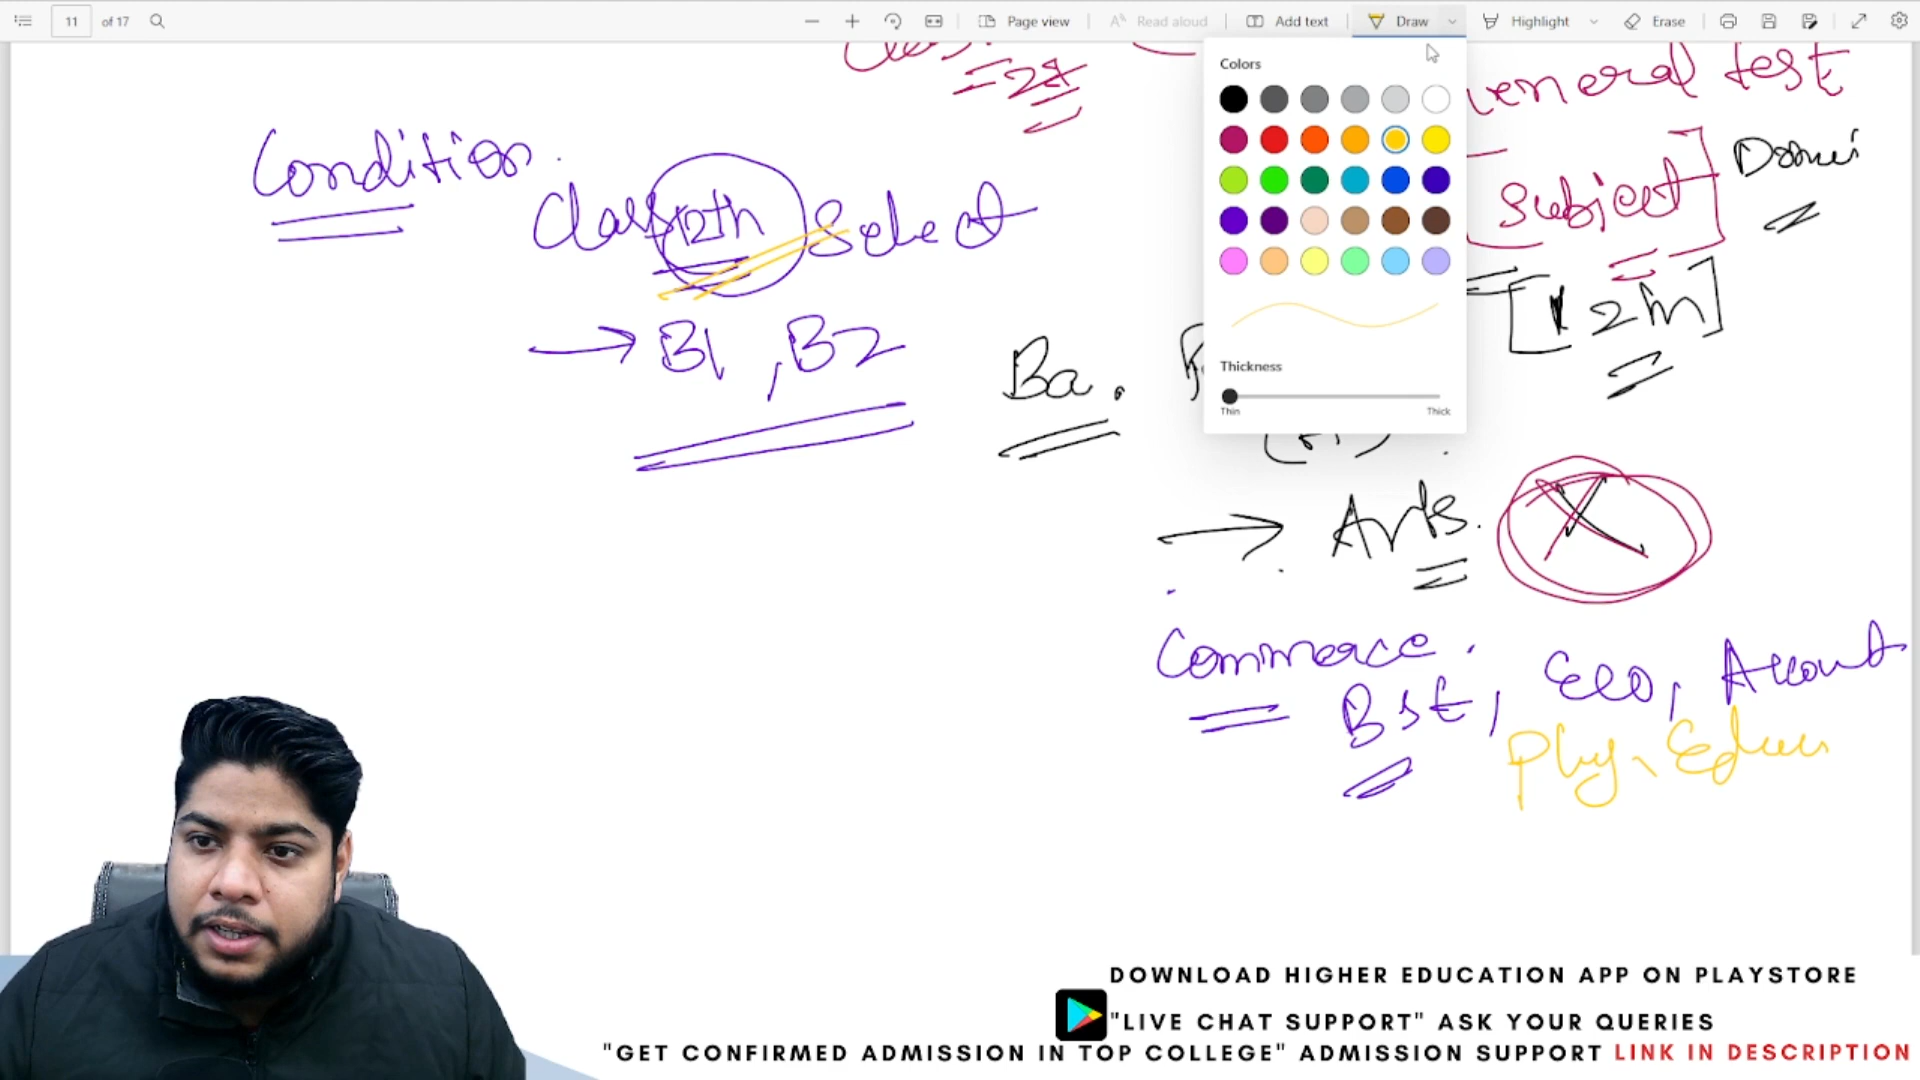 11 of 17 Page view Read aloud Add text Draw Highlight Erase
Colors
Thickness
Thin Thick
=27
General test
Condition.
Class 12th Select
Subject
→ B1, B2
Ba.
[12th]
→ Arts. X
Commerce.
Bst, Eco, Account
Phy, Educ
DOWNLOAD HIGHER EDUCATION APP ON PLAYSTORE
"LIVE CHAT SUPPORT" ASK YOUR QUERIES
"GET CONFIRMED ADMISSION IN TOP COLLEGE" ADMISSION SUPPORT LINK IN DESCRIPTION